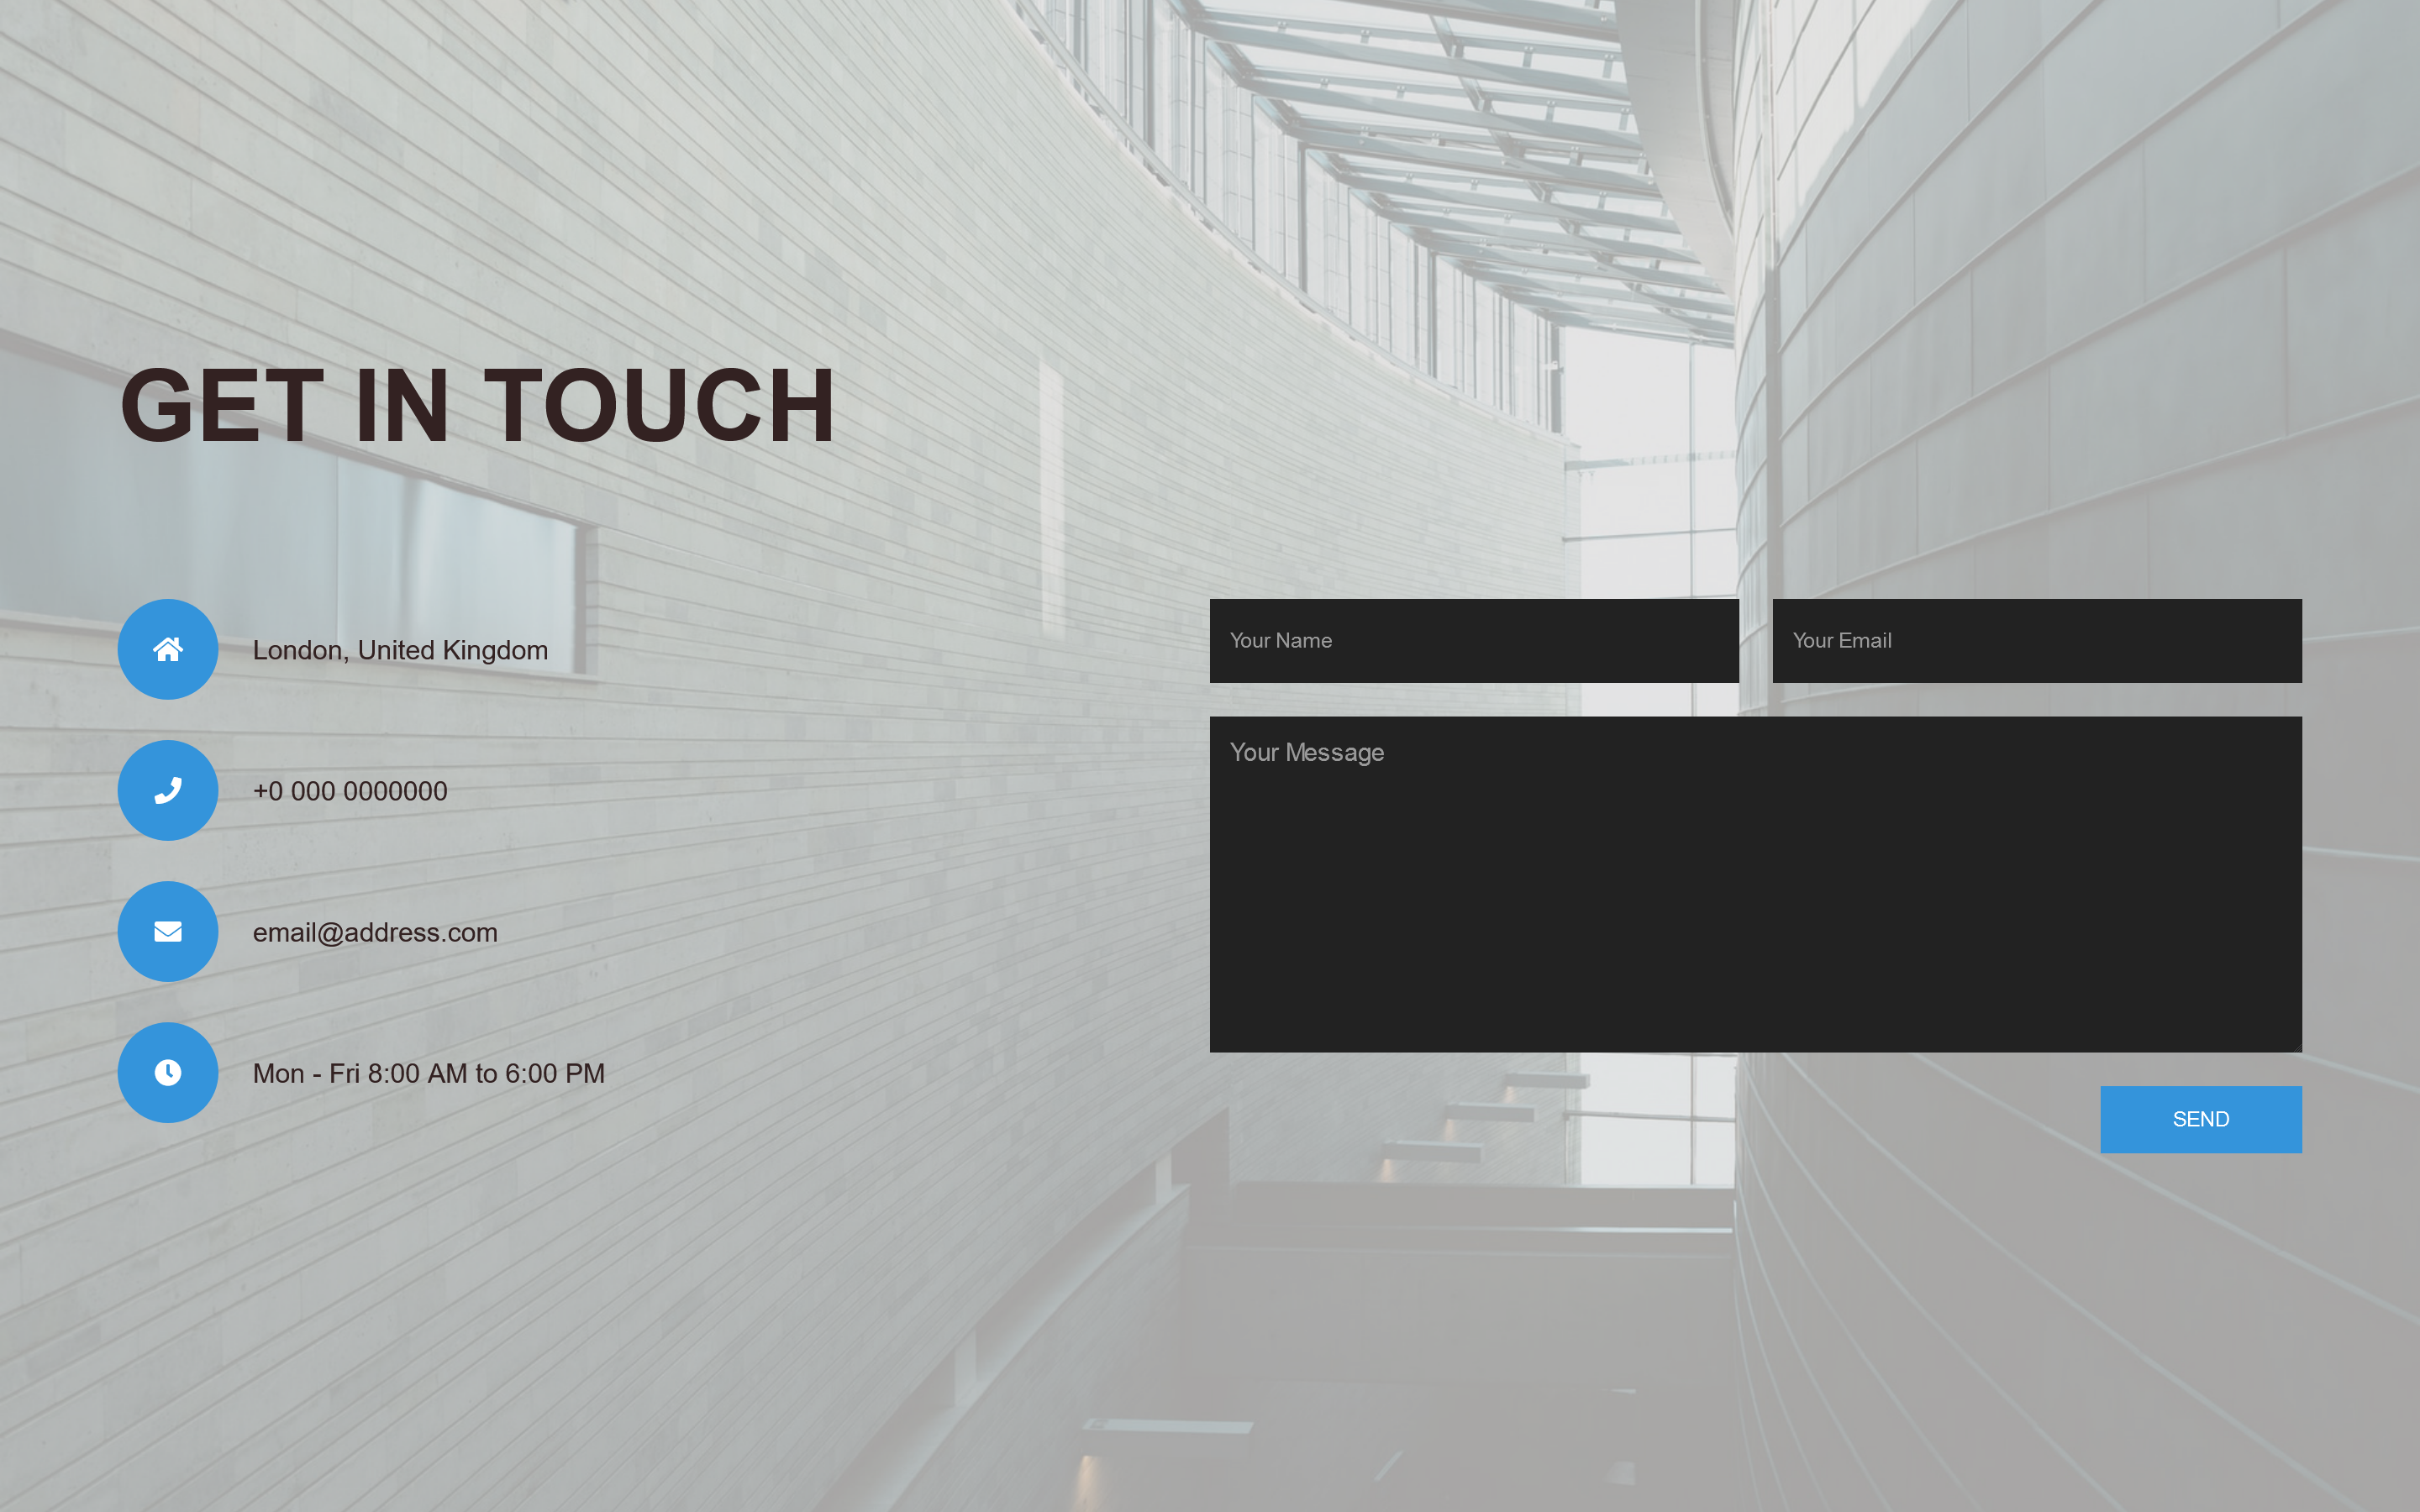 GET IN TOUCH
London, United Kingdom
+0 000 0000000
email@address.com
Mon - Fri 8:00 AM to 6:00 PM
Your Name
Your Email
Your Message
SEND